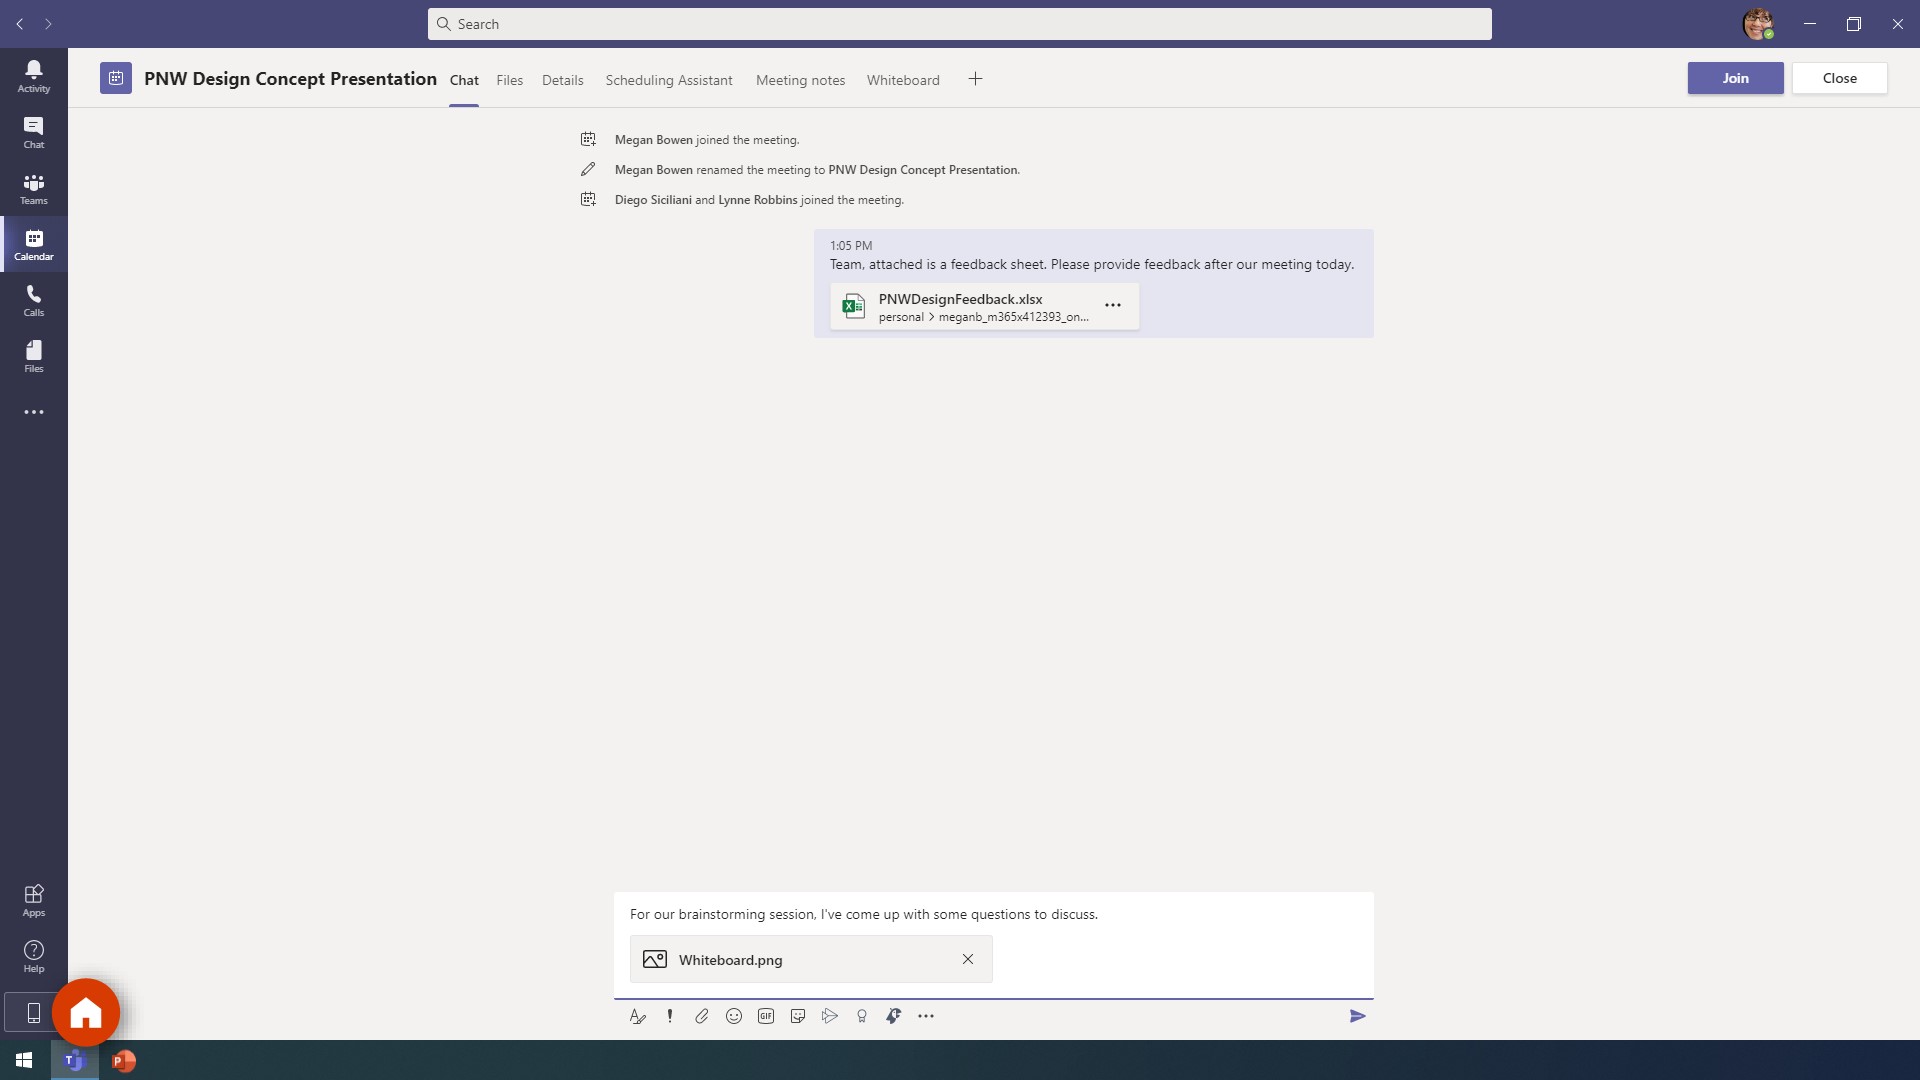 Search
Activity
Chat
Teams
Calendar
Calls
Files
Apps
Help
PNW Design Concept Presentation
Chat
Files
Details
Scheduling Assistant
Meeting notes
Whiteboard
Join
Close
Megan Bowen joined the meeting.
Megan Bowen renamed the meeting to PNW Design Concept Presentation.
Diego Siciliani and Lynne Robbins joined the meeting.
1:05 PM
Team, attached is a feedback sheet. Please provide feedback after our meeting today.
PNWDesignFeedback.xlsx
personal > meganb_m365x412393_on...
For our brainstorming session, I've come up with some questions to discuss.
Whiteboard.png
GIF
T
P